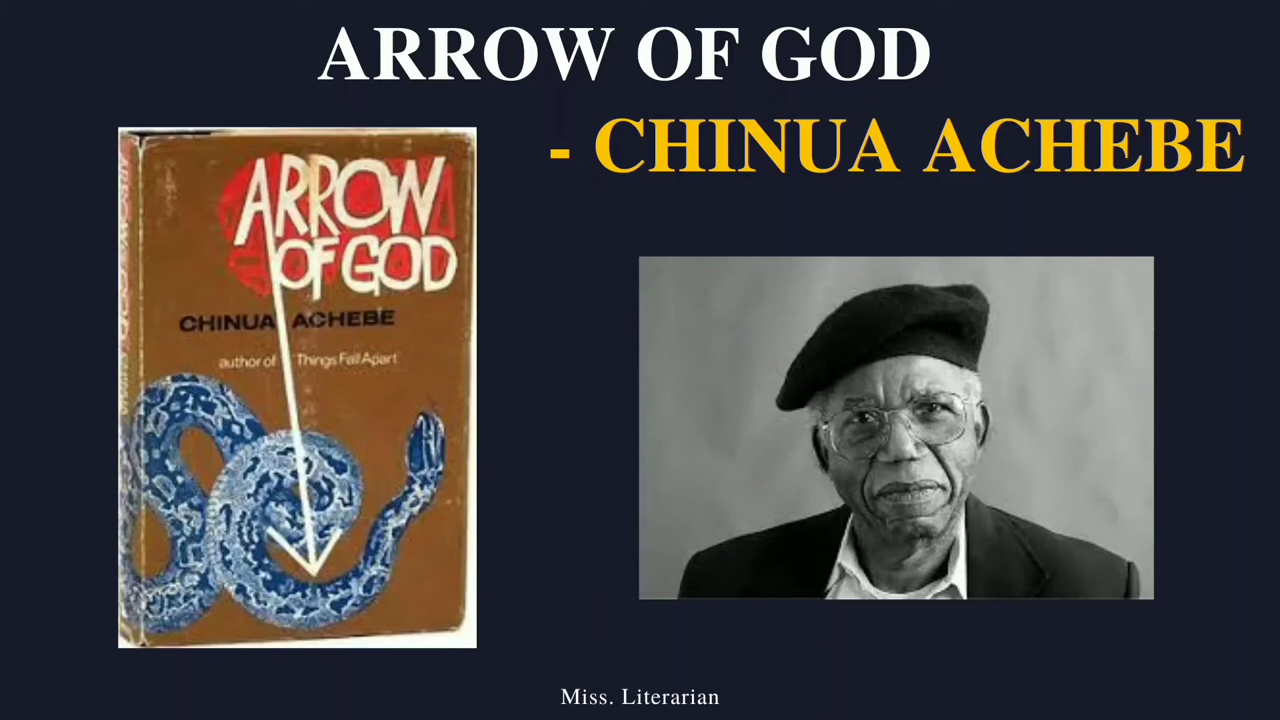 ARROW OF GOD
- CHINUA ACHEBE
ARROW
OF GOD
CHINUA ACHEBE
author of Things Fall Apart
Miss. Literarian